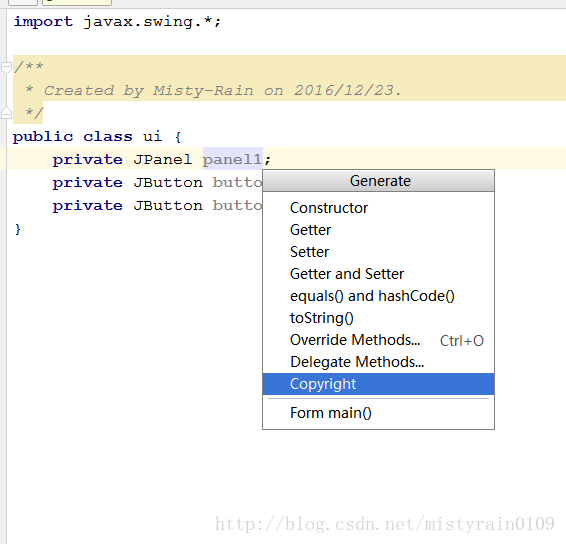 import javax.swing.*;
/**
* Created by Misty-Rain on 2016/12/23.
*/
public class ui {
private JPanel panel1;
private JButton butto
private JButton butto
}
Generate
Constructor
Getter
Setter
Getter and Setter
equals() and hashCode()
toString()
Override Methods... Ctrl+O
Delegate Methods...
Copyright
Form main()
http://blog.csdn.net/mistyrain0109